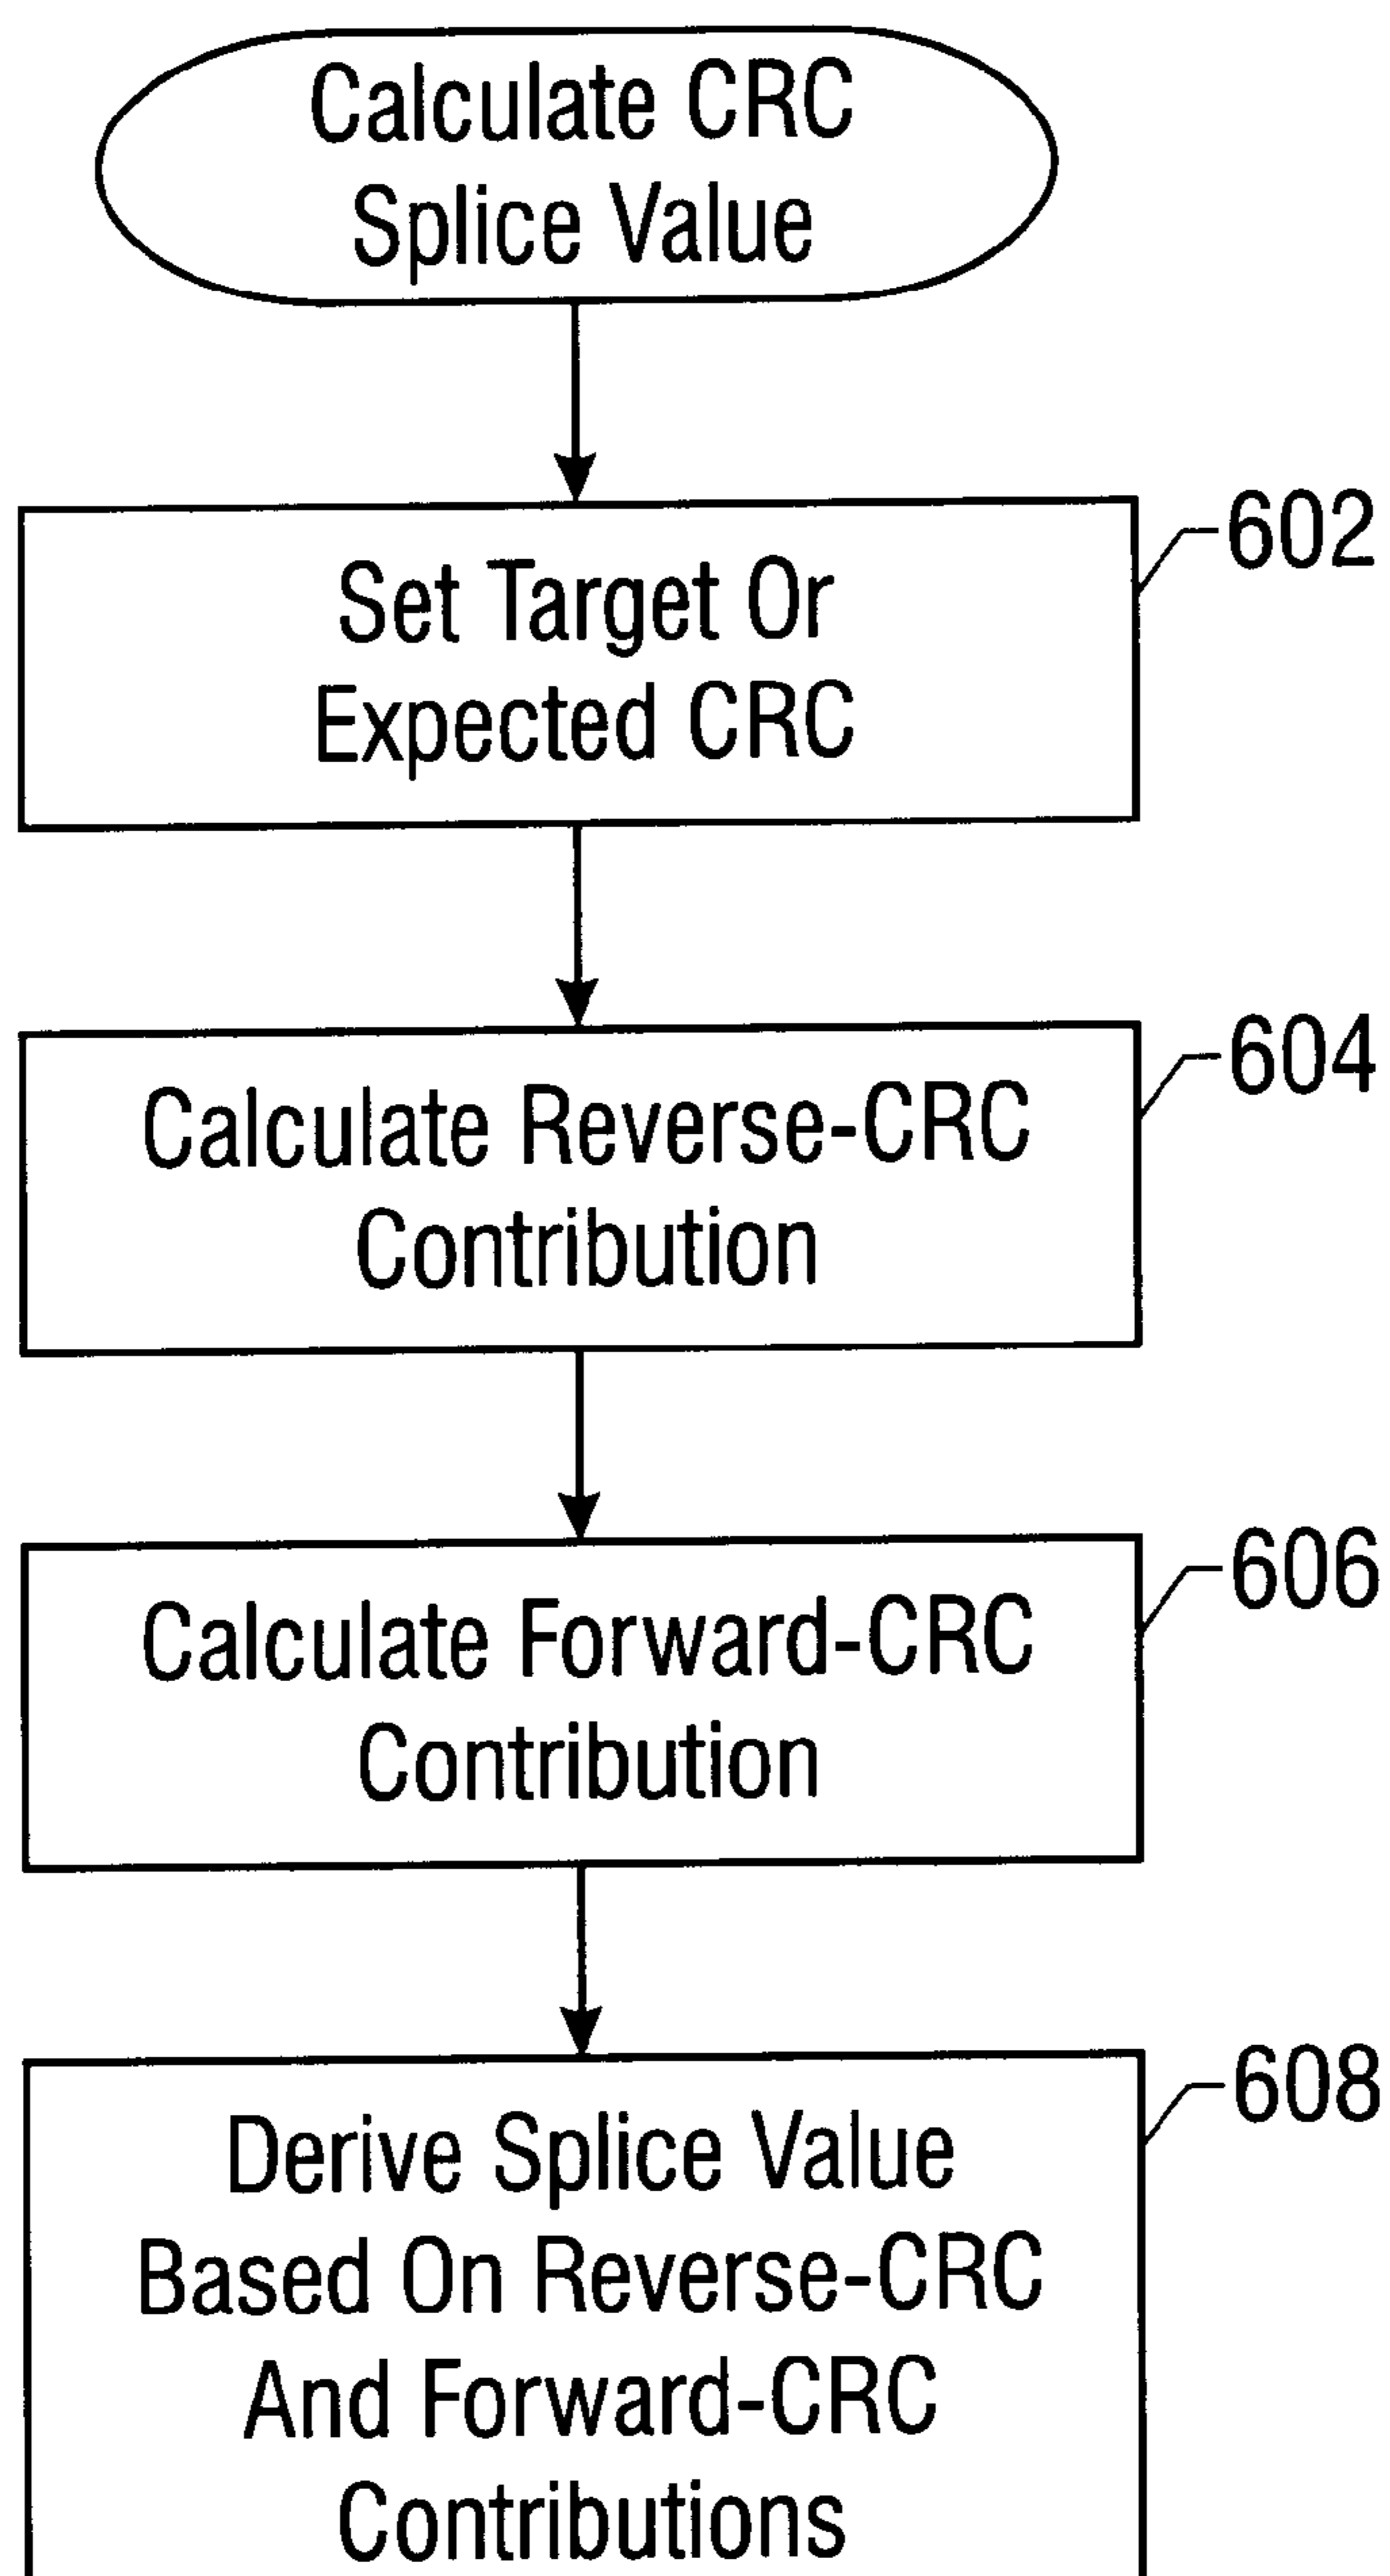 Calculate CRC
Splice Value
602
Set Target Or
Expected CRC
604
Calculate Reverse-CRC
Contribution
606
Calculate Forward-CRC
Contribution
608
Derive Splice Value
Based On Reverse-CRC
And Forward-CRC
Contributions